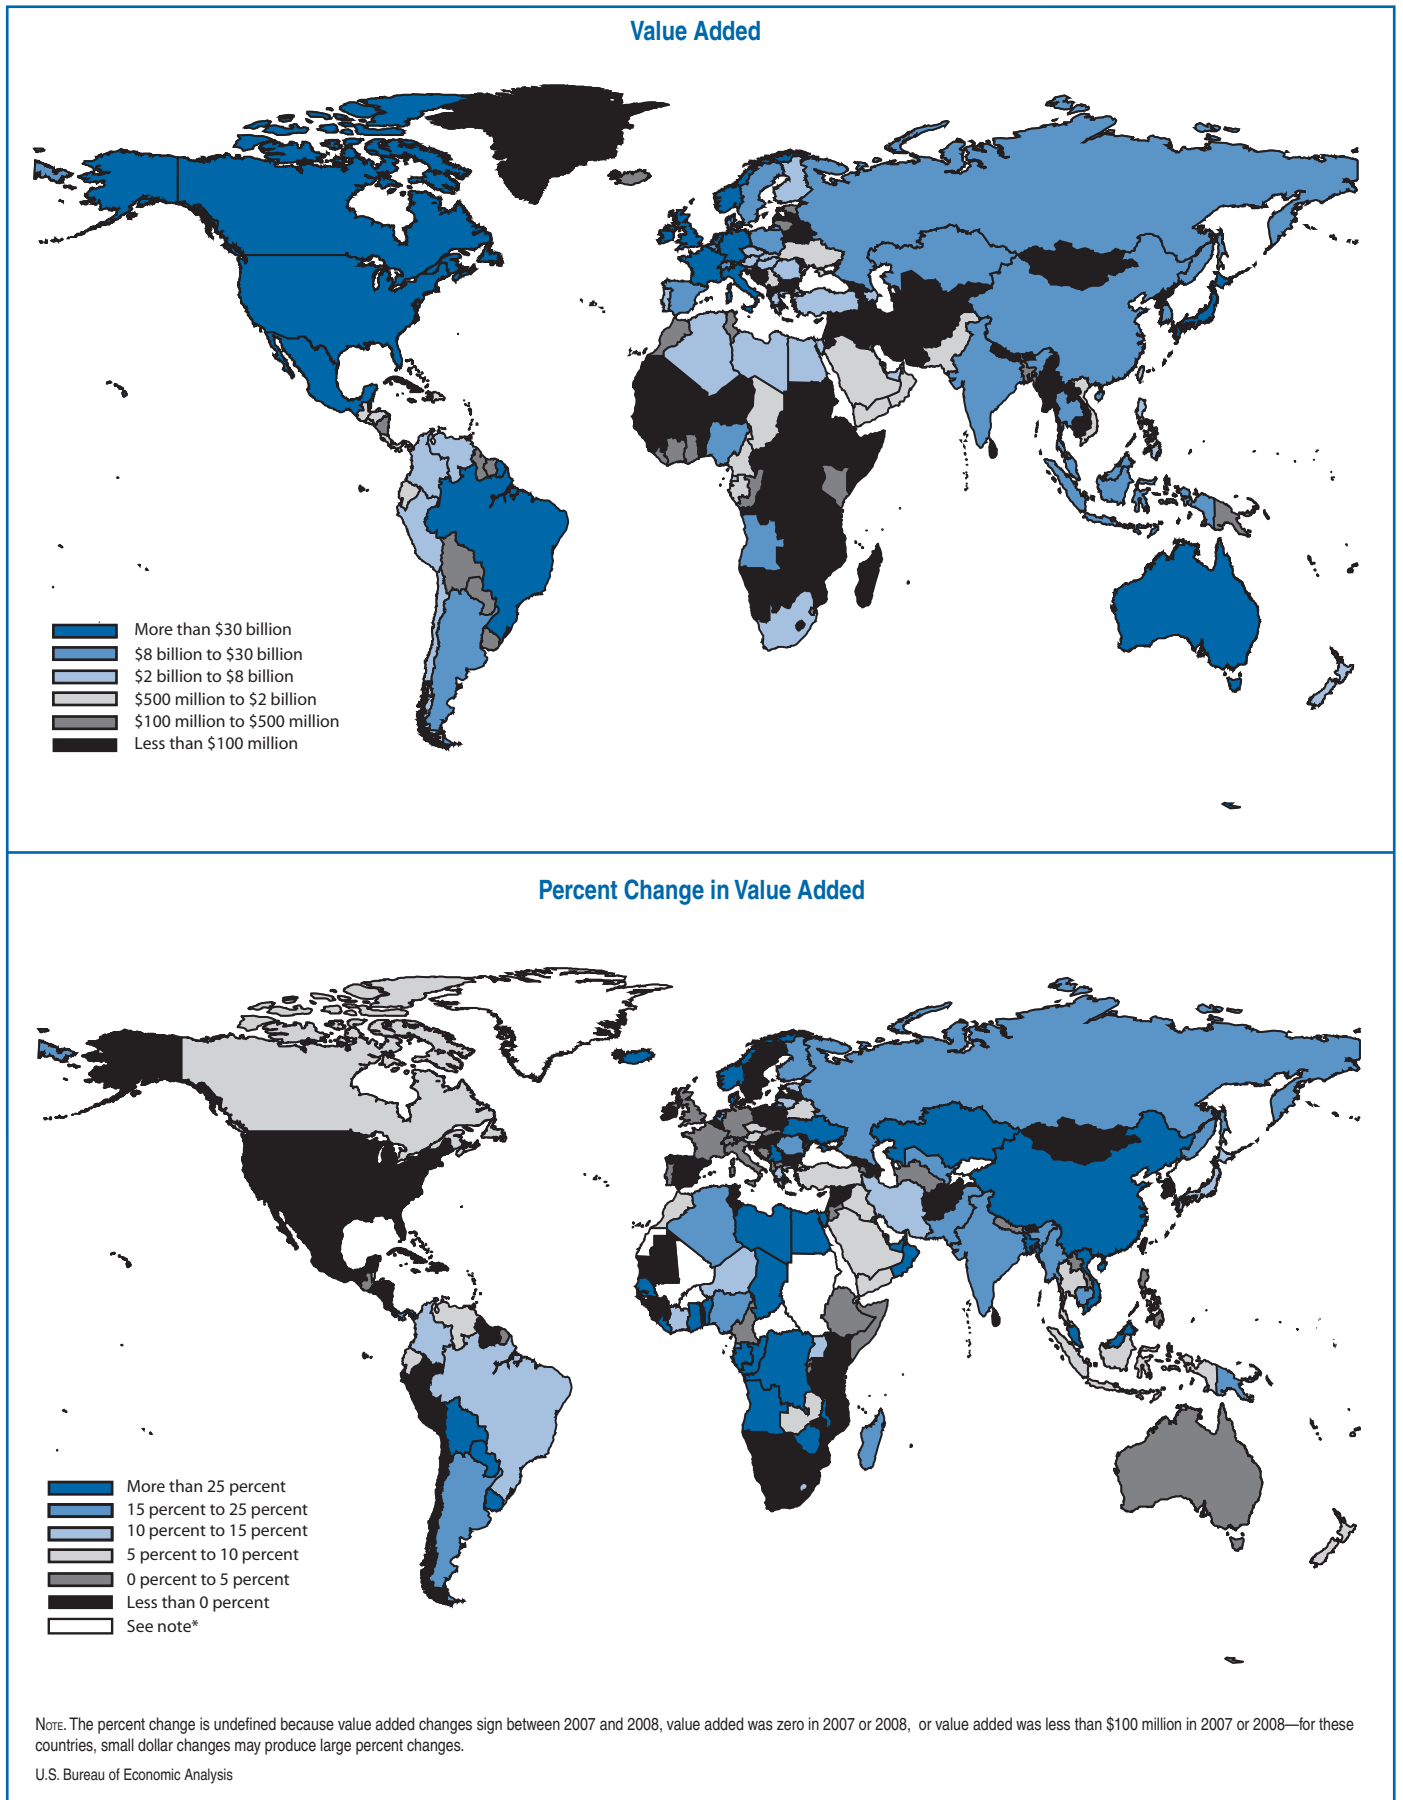 Value Added
More than $30 billion
$8 billion to $30 billion
$2 billion to $8 billion
$500 million to $2 billion
$100 million to $500 million
Less than $100 million
Percent Change in Value Added
More than 25 percent
15 percent to 25 percent
10 percent to 15 percent
5 percent to 10 percent
0 percent to 5 percent
Less than 0 percent
See note*
NOTE. The percent change is undefined because value added changes sign between 2007 and 2008, value added was zero in 2007 or 2008, or value added was less than $100 million in 2007 or 2008—for these
countries, small dollar changes may produce large percent changes.
U.S. Bureau of Economic Analysis